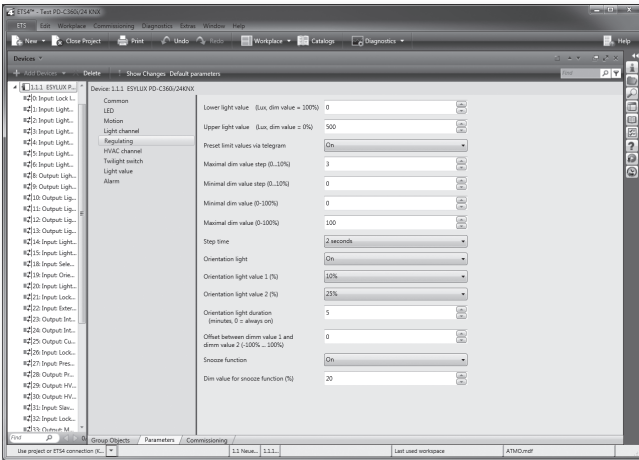 ETS4™ - Test PD-C360i/24 KNX
ETS Edit Workplace Commissioning Diagnostics Extras Window Help
New Close Project Print Undo Redo Workplace Catalogs Diagnostics Help
Devices
Add Devices Delete Show Changes Default parameters Find
1.1.1 ESYLUX P...
0: Input: Lock l...
1: Input: Light...
2: Input: Light...
3: Input: Light...
4: Input: Light...
5: Input: Light...
6: Input: Light...
8: Output: Ligh...
9: Output: Ligh...
10: Output: Lig...
11: Output: Lig...
12: Output: Lig...
13: Output: Lig...
14: Input: Light...
15: Input: Light...
18: Input: Sele...
19: Input: Orie...
20: Input: Light...
21: Input: Lock...
22: Input: Exter...
23: Output: Int...
24: Output: Int...
25: Output: Cu...
26: Input: Lock...
27: Input: Pres...
28: Output: Pr...
29: Output: HV...
30: Output: HV...
31: Input: Slav...
32: Input: Lock...
33: Output: M...
Find
Device: 1.1.1 ESYLUX PD-C360i/24KNX
Common
LED
Motion
Light channel
Regulating
HVAC channel
Twilight switch
Light value
Alarm
Lower light value (Lux, dim value = 100%) 0
Upper light value (Lux, dim value = 0%) 500
Preset limit values via telegram On
Maximal dim value step (0...10%) 3
Minimal dim value step (0...10%) 0
Minimal dim value (0-100%) 0
Maximal dim value (0-100%) 100
Step time 2 seconds
Orientation light On
Orientation light value 1 (%) 10%
Orientation light value 2 (%) 25%
Orientation light duration 5
(minutes, 0 = always on)
Offset between dimm value 1 and 0
dimm value 2 (-100% ... 100%)
Snooze function On
Dim value for snooze function (%) 20
Group Objects Parameters Commissioning
Use project or ETS4 connection (K... 1.1 Neue... 1.1.1... Last used workspace ATMO.mdf